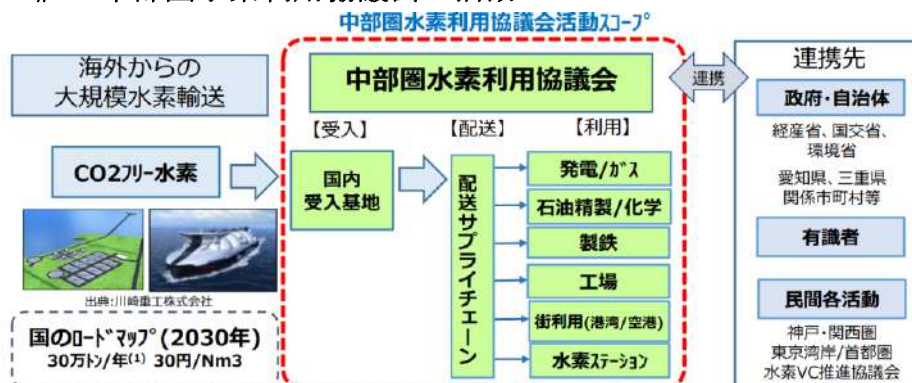 中部圏水素利用協議会活動スコープ
海外からの
大規模水素輸送
CO2フリー水素
出典:川崎重工株式会社
国のロードマップ(2030年)
30万トン/年(1) 30円/Nm3
中部圏水素利用協議会
【受入】
【配送】
【利用】
国内
受入基地
配送サプライチェーン
発電/ガス
石油精製/化学
製鉄
工場
街利用(港湾/空港)
水素ステーション
連携
連携先
政府・自治体
経産省、国交省、
環境省
愛知県、三重県
関係市町村等
有識者
民間各活動
神戸・関西圏
東京湾岸/首都圏
水素VC推進協議会